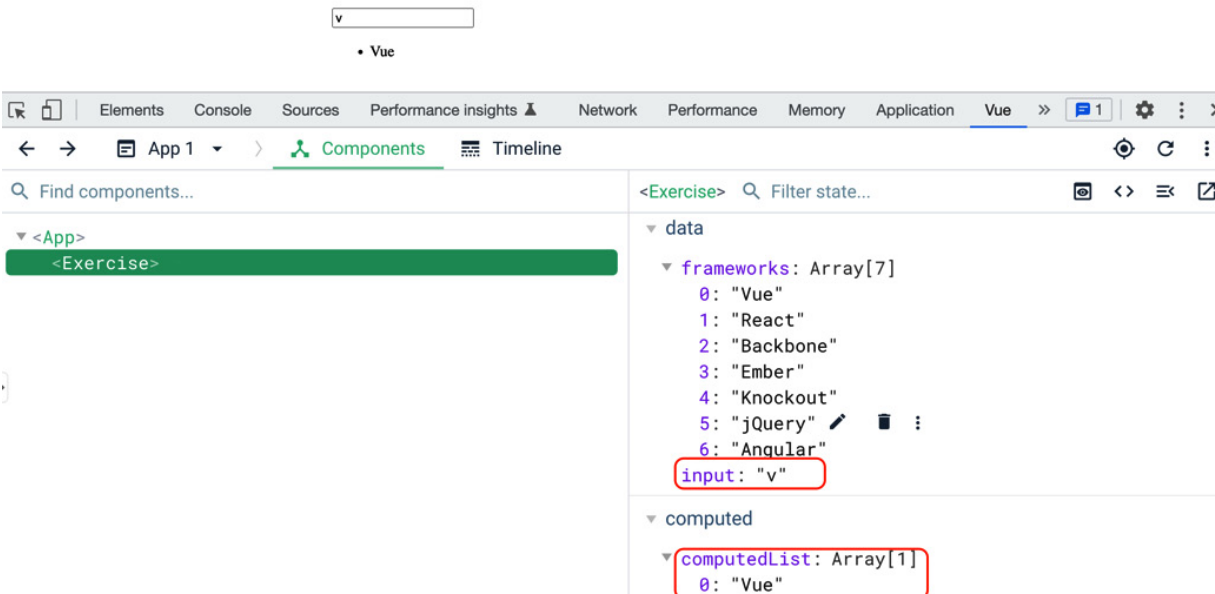 v
• Vue
Elements Console Sources Performance insights Network Performance Memory Application Vue » 1
App 1 Components Timeline
Find components...
<Exercise> Filter state...
<App>
<Exercise>
data
frameworks: Array[7]
0: "Vue"
1: "React"
2: "Backbone"
3: "Ember"
4: "Knockout"
5: "jQuery"
6: "Angular"
input: "v"
computed
computedList: Array[1]
0: "Vue"